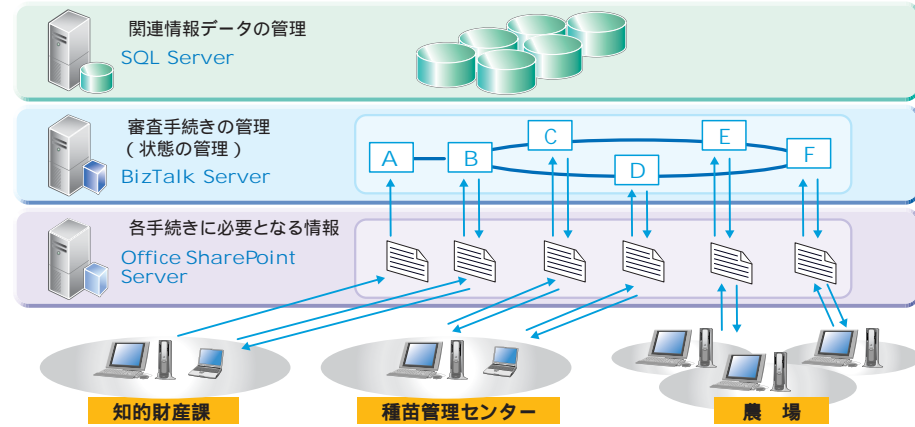 関連情報データの管理
SQL Server
審査手続きの管理
(状態の管理)
BizTalk Server
A
B
C
D
E
F
各手続きに必要となる情報
Office SharePoint
Server
知的財産課
種苗管理センター
農 場